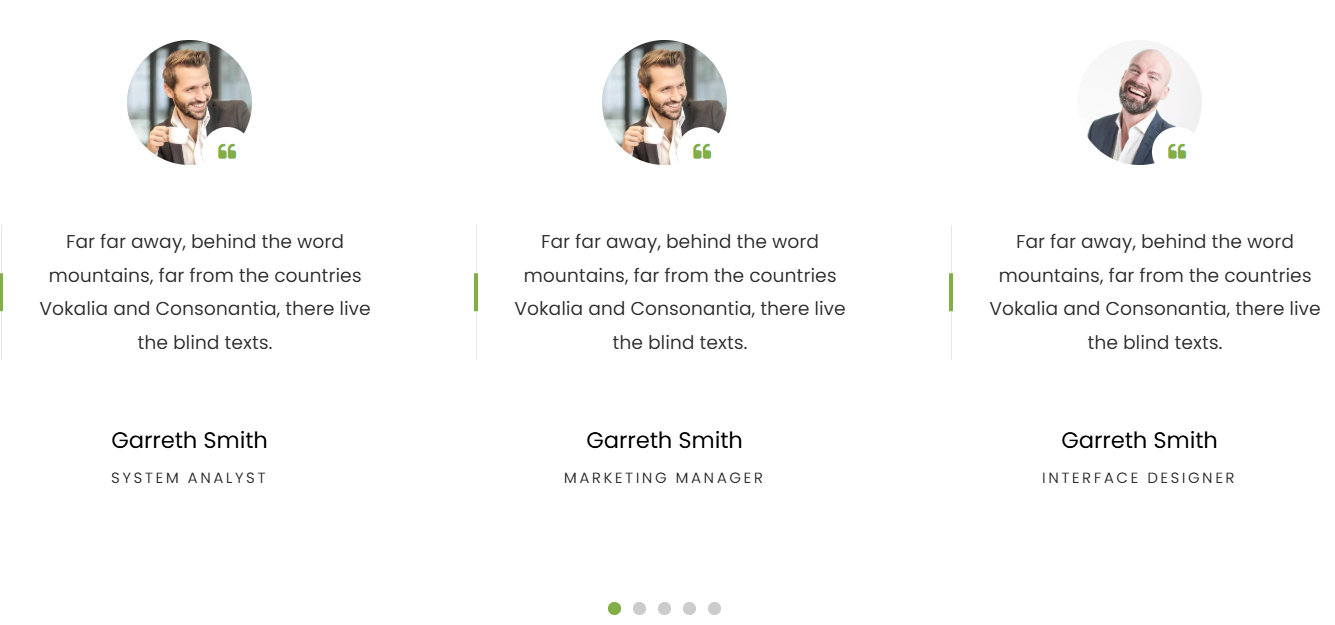 Far far away, behind the word
mountains, far from the countries
Vokalia and Consonantia, there live
the blind texts.
Garreth Smith
SYSTEM ANALYST
Far far away, behind the word
mountains, far from the countries
Vokalia and Consonantia, there live
the blind texts.
Garreth Smith
MARKETING MANAGER
Far far away, behind the word
mountains, far from the countries
Vokalia and Consonantia, there live
the blind texts.
Garreth Smith
INTERFACE DESIGNER